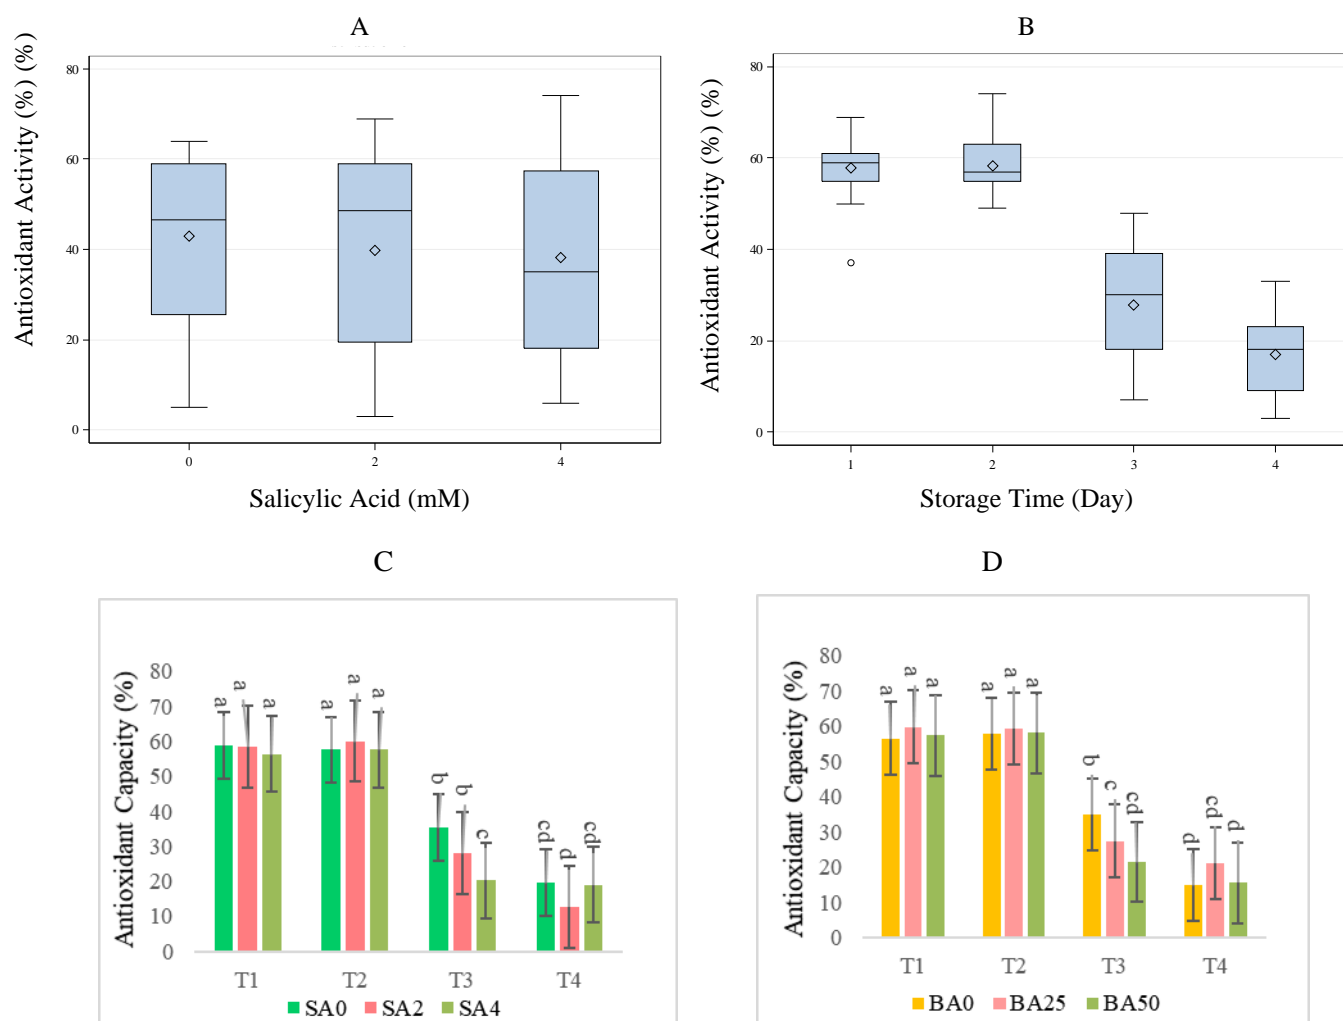 A
Antioxidant Activity (%) (%)
80
60
40
20
0
0
2
4
Salicylic Acid (mM)
B
Antioxidant Activity (%) (%)
80
60
40
20
0
1
2
3
4
Storage Time (Day)
C
Antioxidant Capacity (%)
80
70
60
50
40
30
20
10
0
a
a
a
a
a
a
b
b
c
cd
d
cd
T1
T2
T3
T4
SA0
SA2
SA4
D
Antioxidant Capacity (%)
80
70
60
50
40
30
20
10
0
a
a
a
a
a
a
b
c
cd
d
cd
d
T1
T2
T3
T4
BA0
BA25
BA50